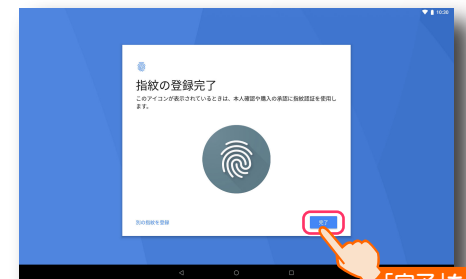 10:30
指紋の登録完了
このアイコンが表示されているときは、本人確認や購入の承認に指紋認証を使用し
ます。
別の指紋を登録
完了